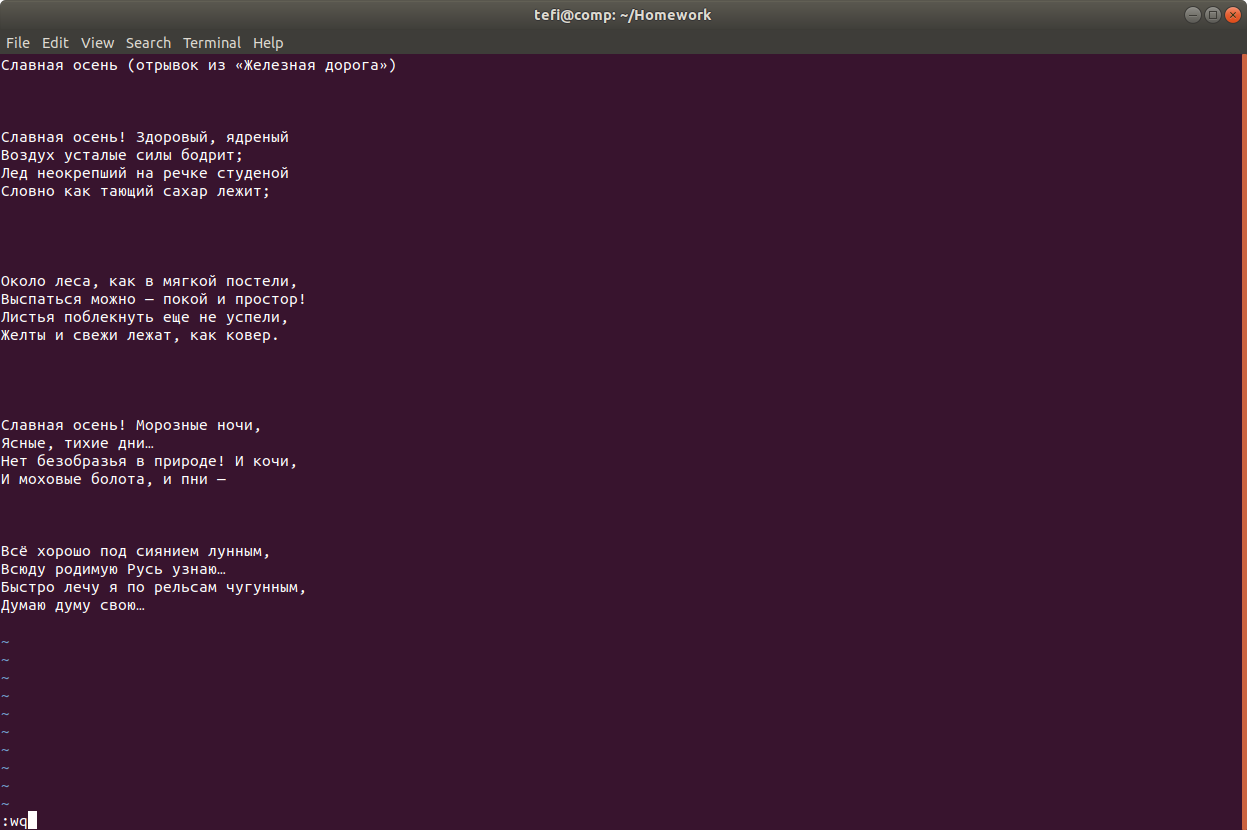 tefi@comp: ~/Homework
File Edit View Search Terminal Help
Славная осень (отрывок из «Железная дорога»)
Славная осень! Здоровый, ядреный
Воздух усталые силы бодрит;
Лед неокрепший на речке студеной
Словно как тающий сахар лежит;
Около леса, как в мягкой постели,
Выспаться можно — покой и простор!
Листья поблекнуть еще не успели,
Желты и свежи лежат, как ковер.
Славная осень! Морозные ночи,
Ясные, тихие дни…
Нет безобразья в природе! И кочи,
И моховые болота, и пни —
Всё хорошо под сиянием лунным,
Всюду родимую Русь узнаю…
Быстро лечу я по рельсам чугунным,
Думаю думу свою…
~
~
~
~
~
~
~
~
~
~
:wq